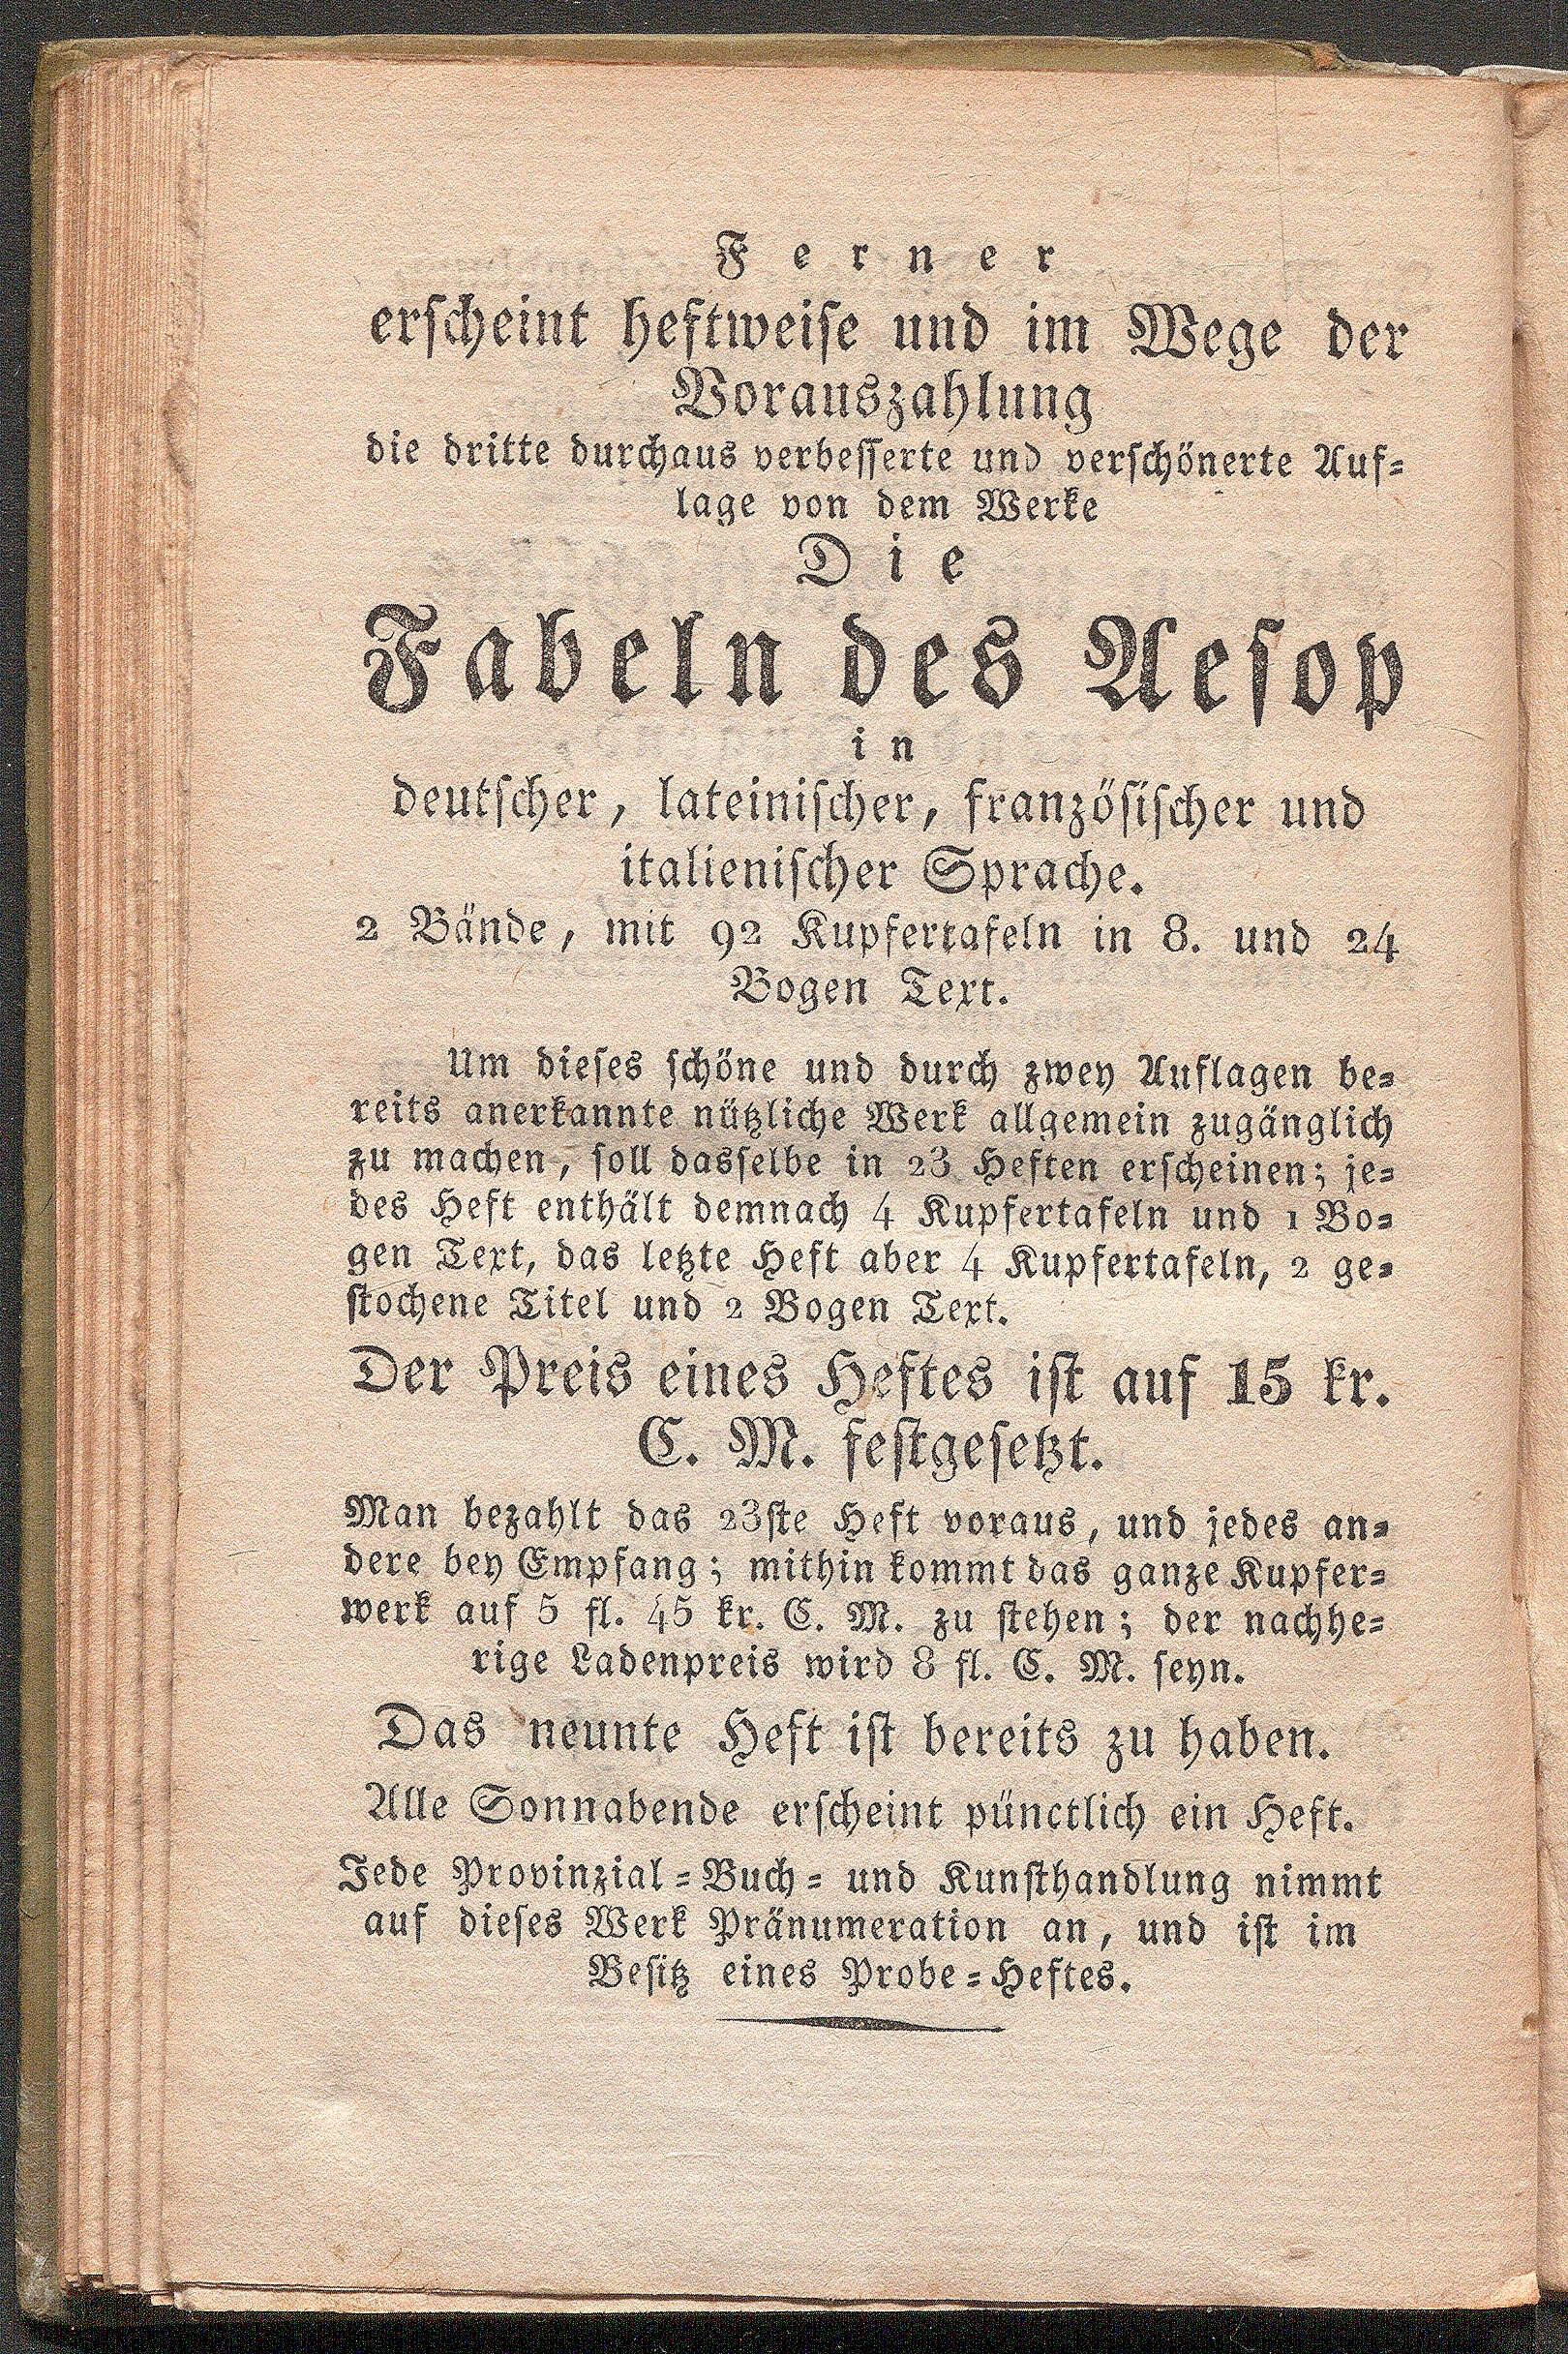 Ferner
erscheint heftweise und im Wege der
Vorauszahlung
die dritte durchaus verbesserte und verschönerte Auf-
lage von dem Werke
Die
Fabeln des Aesop
in
deutscher, lateinischer, französischer und
italienischer Sprache.
2 Bände, mit 92 Kupfertafeln in 8. und 24
Bogen Text.
Um dieses schöne und durch zwey Auflagen be-
reits anerkannte nützliche Werk allgemein zugänglich
zu machen, soll dasselbe in 23 Heften erscheinen; je-
des Heft enthält demnach 4 Kupfertafeln und 1 Bo-
gen Text, das letzte Heft aber 4 Kupfertafeln, 2 ge-
stochene Titel und 2 Bogen Text.
Der Preis eines Heftes ist auf 15 kr.
C. M. festgesetzt.
Man bezahlt das 23ste Heft voraus, und jedes an-
dere bey Empfang; mithin kommt das ganze Kupfer-
werk auf 5 fl. 45 kr. C. M. zu stehen; der nachhe-
rige Ladenpreis wird 8 fl. C. M. seyn.
Das neunte Heft ist bereits zu haben.
Alle Sonnabende erscheint pünctlich ein Heft.
Jede Provinzial-Buch- und Kunsthandlung nimmt
auf dieses Werk Pränumeration an, und ist im
Besitz eines Probe-Heftes.